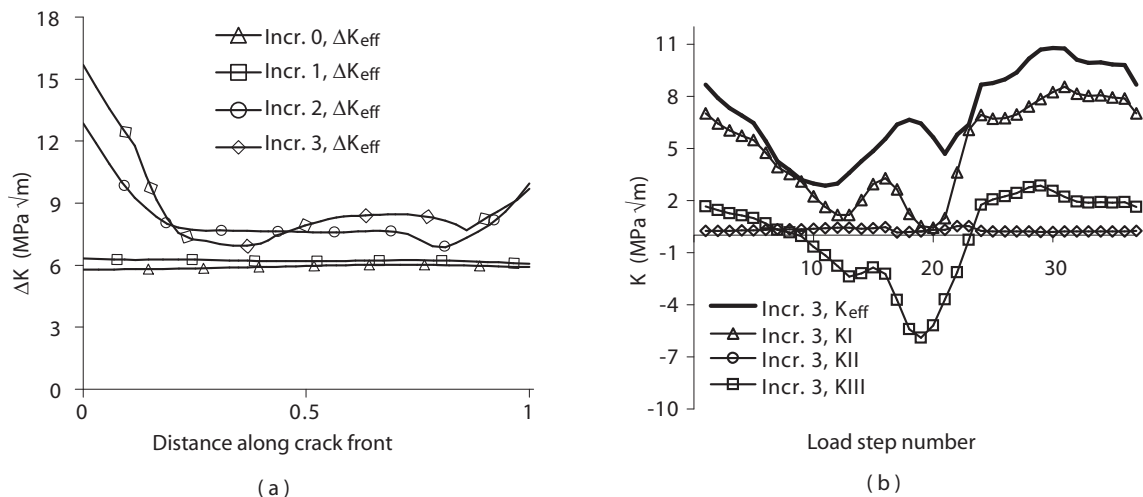 18
15
12
9
6
3
0
ΔK (MPa √m)
Incr. 0, ΔKeff
Incr. 1, ΔKeff
Incr. 2, ΔKeff
Incr. 3, ΔKeff
0
0.5
1
Distance along crack front
( a )
11
8
5
2
-1
-4
-7
-10
K (MPa √m)
10
20
30
Incr. 3, Keff
Incr. 3, KI
Incr. 3, KII
Incr. 3, KIII
Load step number
( b )